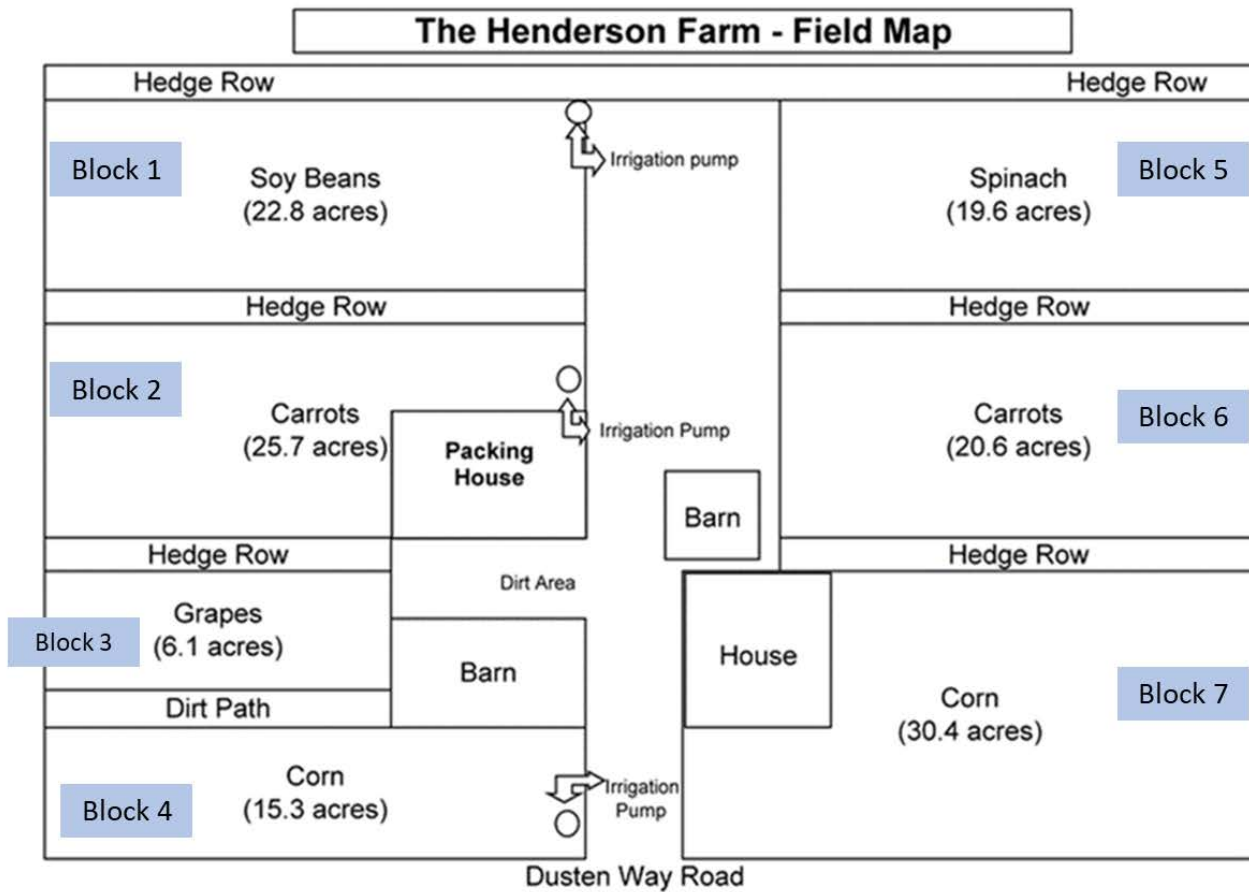 The Henderson Farm - Field Map
Hedge Row
Hedge Row
Block 1
Soy Beans
(22.8 acres)
Irrigation pump
Spinach
(19.6 acres)
Block 5
Hedge Row
Hedge Row
Block 2
Carrots
(25.7 acres)
Packing
House
Irrigation Pump
Barn
Carrots
(20.6 acres)
Block 6
Hedge Row
Hedge Row
Dirt Area
Block 3
Grapes
(6.1 acres)
Barn
House
Dirt Path
Corn
(30.4 acres)
Block 7
Block 4
Corn
(15.3 acres)
Irrigation
Pump
Dusten Way Road